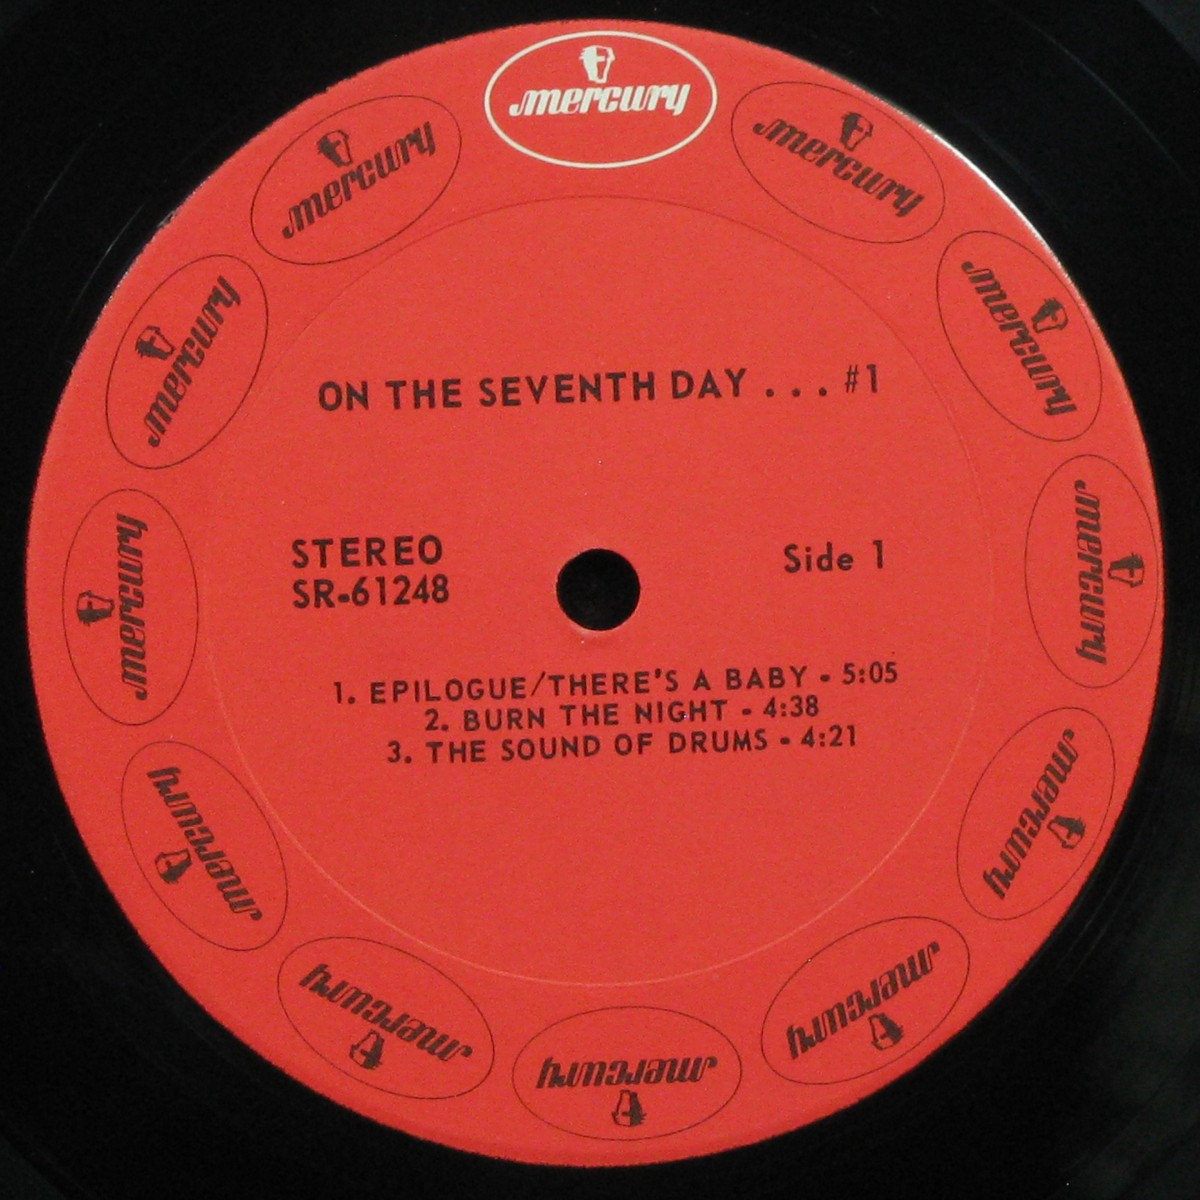 mercury
mercury
mercury
mercury
mercury
mercury
mercury
mercury
mercury
mercury
mercury
mercury
ON THE SEVENTH DAY . . . #1
STEREO
SR-61248
Side 1
1. EPILOGUE/THERE'S A BABY - 5:05
2. BURN THE NIGHT - 4:38
3. THE SOUND OF DRUMS - 4:21